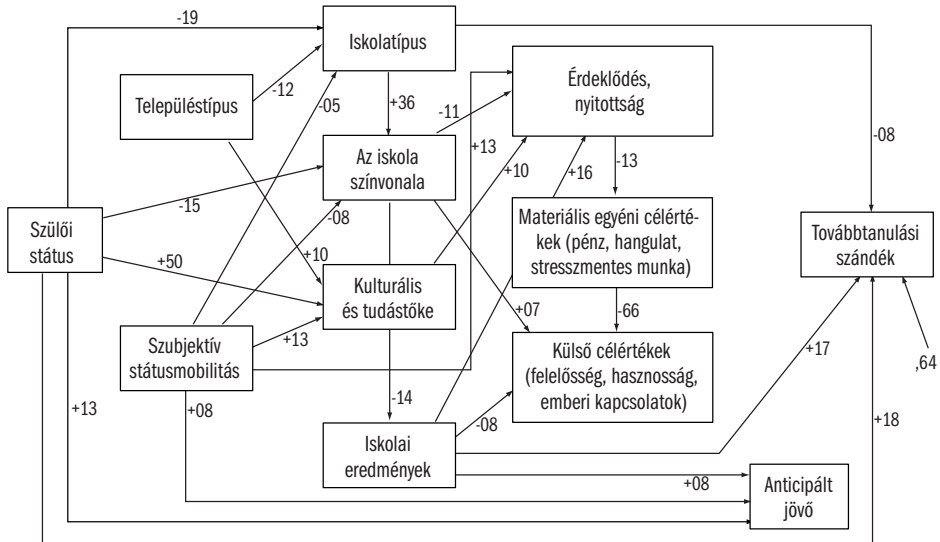 -19
Iskolatípus
Településtípus
-12
-05
+36
-11
Érdeklődés,
nyitottság
+13
-08
Az iskola
színvonala
+10
+16
-13
-15
-08
Szülői
státus
Materiális egyéni célérté-
kek (pénz, hangulat,
stresszmentes munka)
Továbbtanulási
szándék
+50
+10
Kulturális
és tudástőke
+07
-66
Szubjektív
státusmobilitás
+13
Külső célértékek
(felelősség, hasznosság,
emberi kapcsolatok)
+17
,64
+13
+08
-14
-08
+18
Iskolai
eredmények
+08
Anticipált
jövő